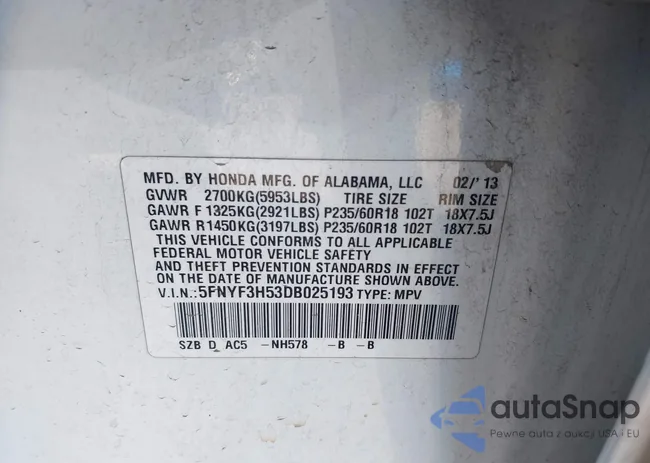 MFD. BY HONDA MFG. OF ALABAMA, LLC 02/'13
GVWR 2700KG(5953LBS) TIRE SIZE RIM SIZE
GAWR F 1325KG(2921LBS) P235/60R18 102T 18X7.5J
GAWR R1450KG(3197LBS) P235/60R18 102T 18X7.5J
THIS VEHICLE CONFORMS TO ALL APPLICABLE
FEDERAL MOTOR VEHICLE SAFETY
AND THEFT PREVENTION STANDARDS IN EFFECT
ON THE DATE OF MANUFACTURE SHOWN ABOVE.
V.I.N.:5FNYF3H53DB025193 TYPE: MPV
SZB D AC5 -NH578 -B -B
autaSnap
Pewne auta z aukcji USA i EU